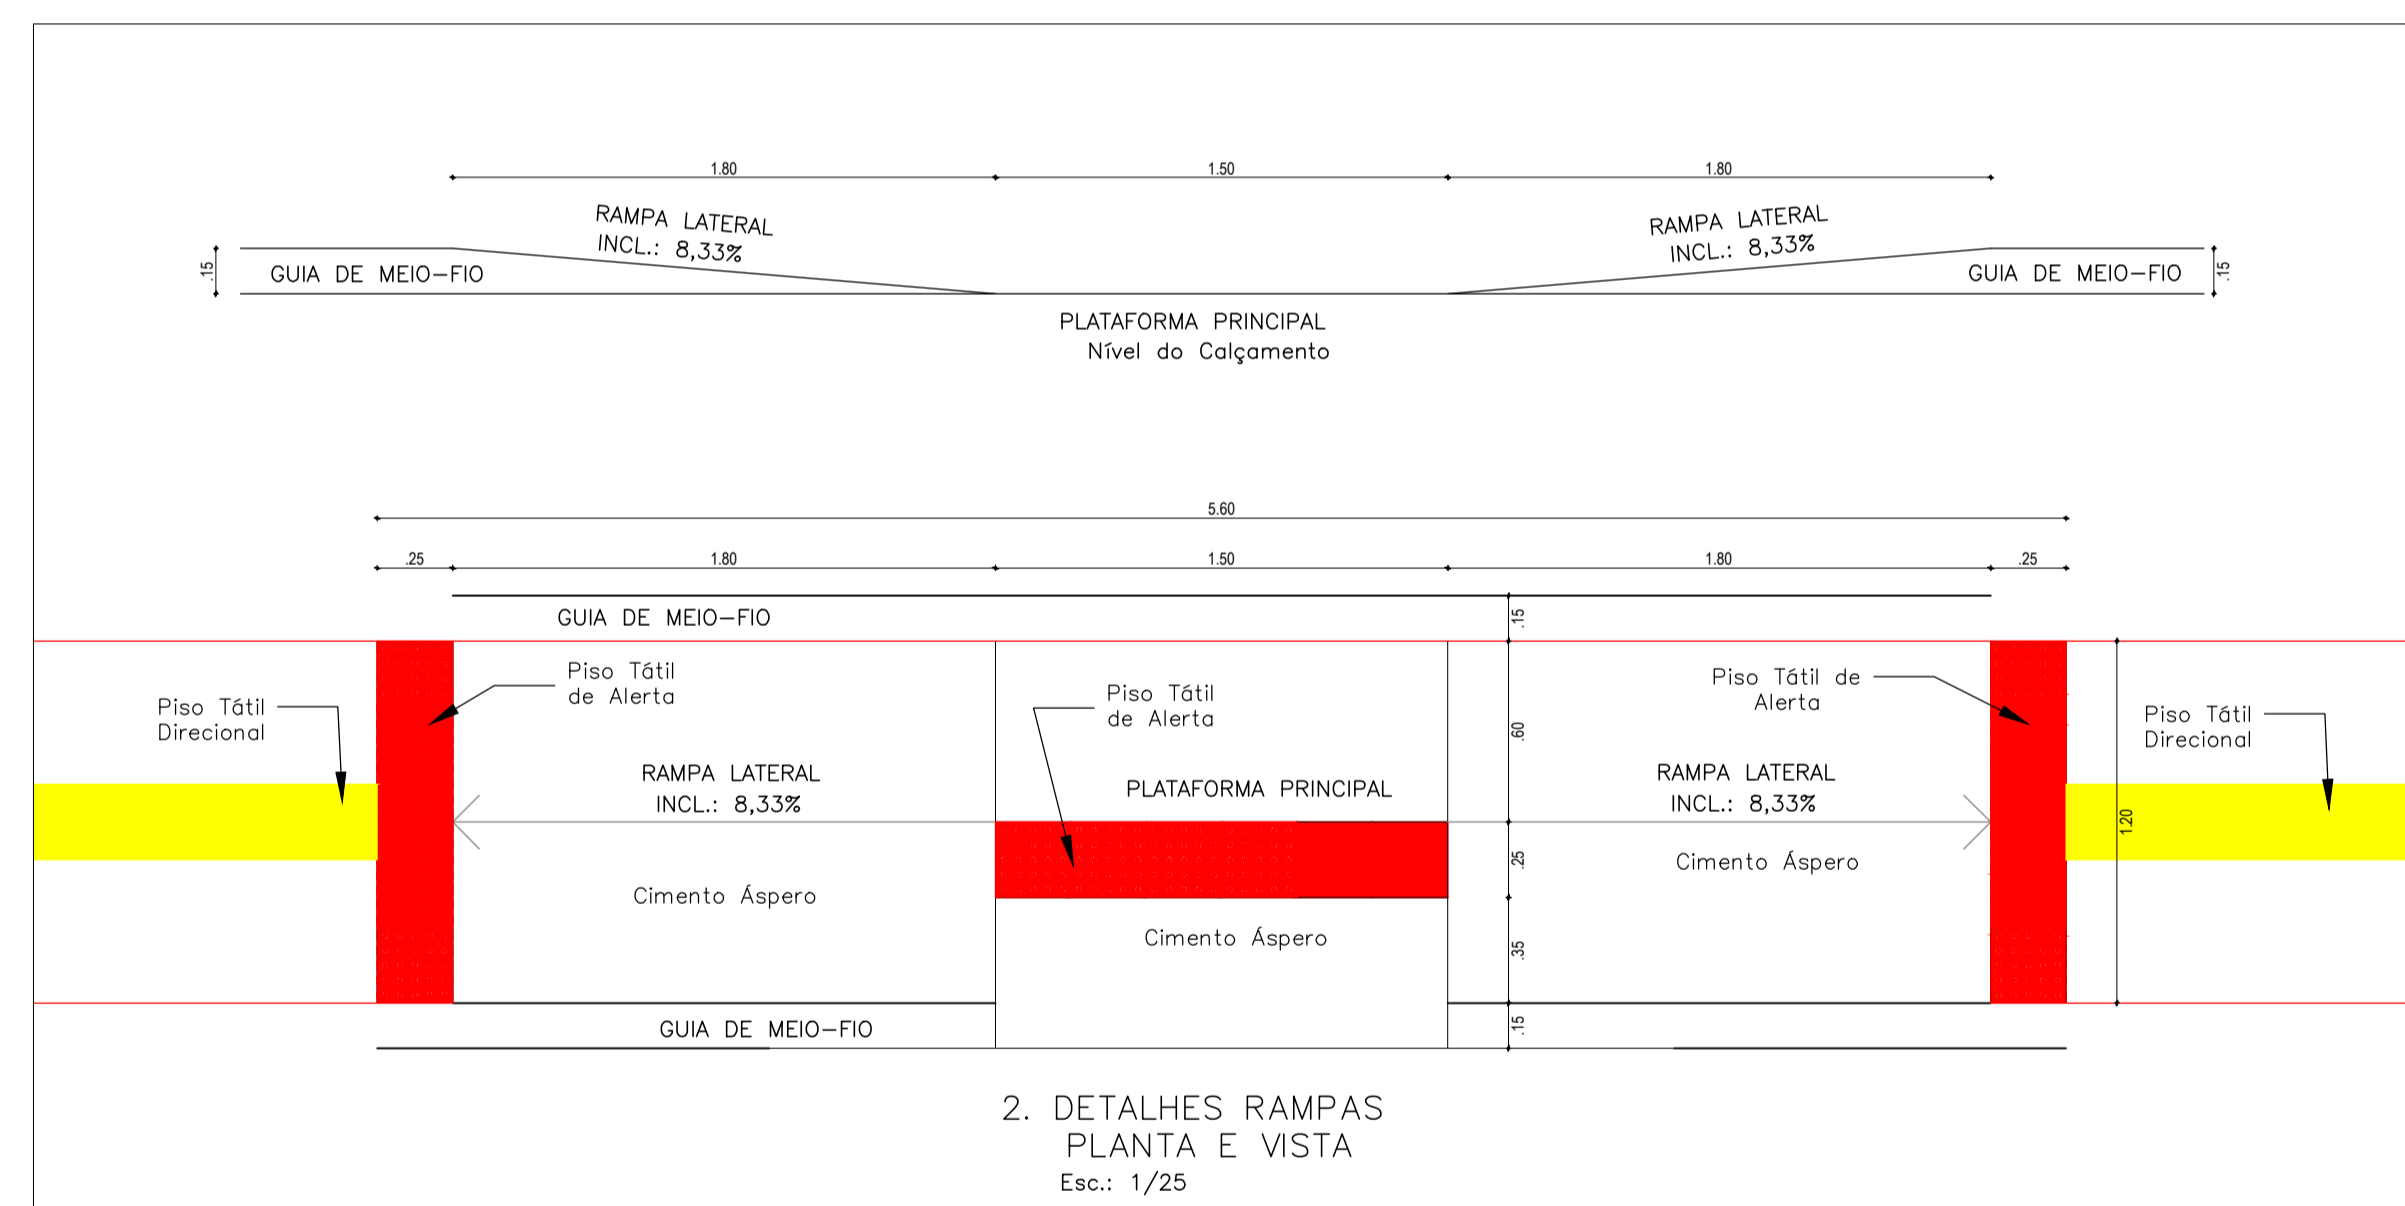 1.80
1.50
1.80
RAMPA LATERAL
INCL.: 8,33%
RAMPA LATERAL
INCL.: 8,33%
.15
GUIA DE MEIO-FIO
GUIA DE MEIO-FIO
.15
PLATAFORMA PRINCIPAL
Nível do Calçamento
5.60
.25
1.80
1.50
1.80
.25
GUIA DE MEIO-FIO
.15
Piso Tátil
de Alerta
Piso Tátil
Direcional
Piso Tátil
de Alerta
Piso Tátil de
Alerta
Piso Tátil
Direcional
.60
RAMPA LATERAL
INCL.: 8,33%
PLATAFORMA PRINCIPAL
RAMPA LATERAL
INCL.: 8,33%
1.20
.25
Cimento Áspero
Cimento Áspero
Cimento Áspero
.35
GUIA DE MEIO-FIO
.15
2. DETALHES RAMPAS
PLANTA E VISTA
Esc.: 1/25